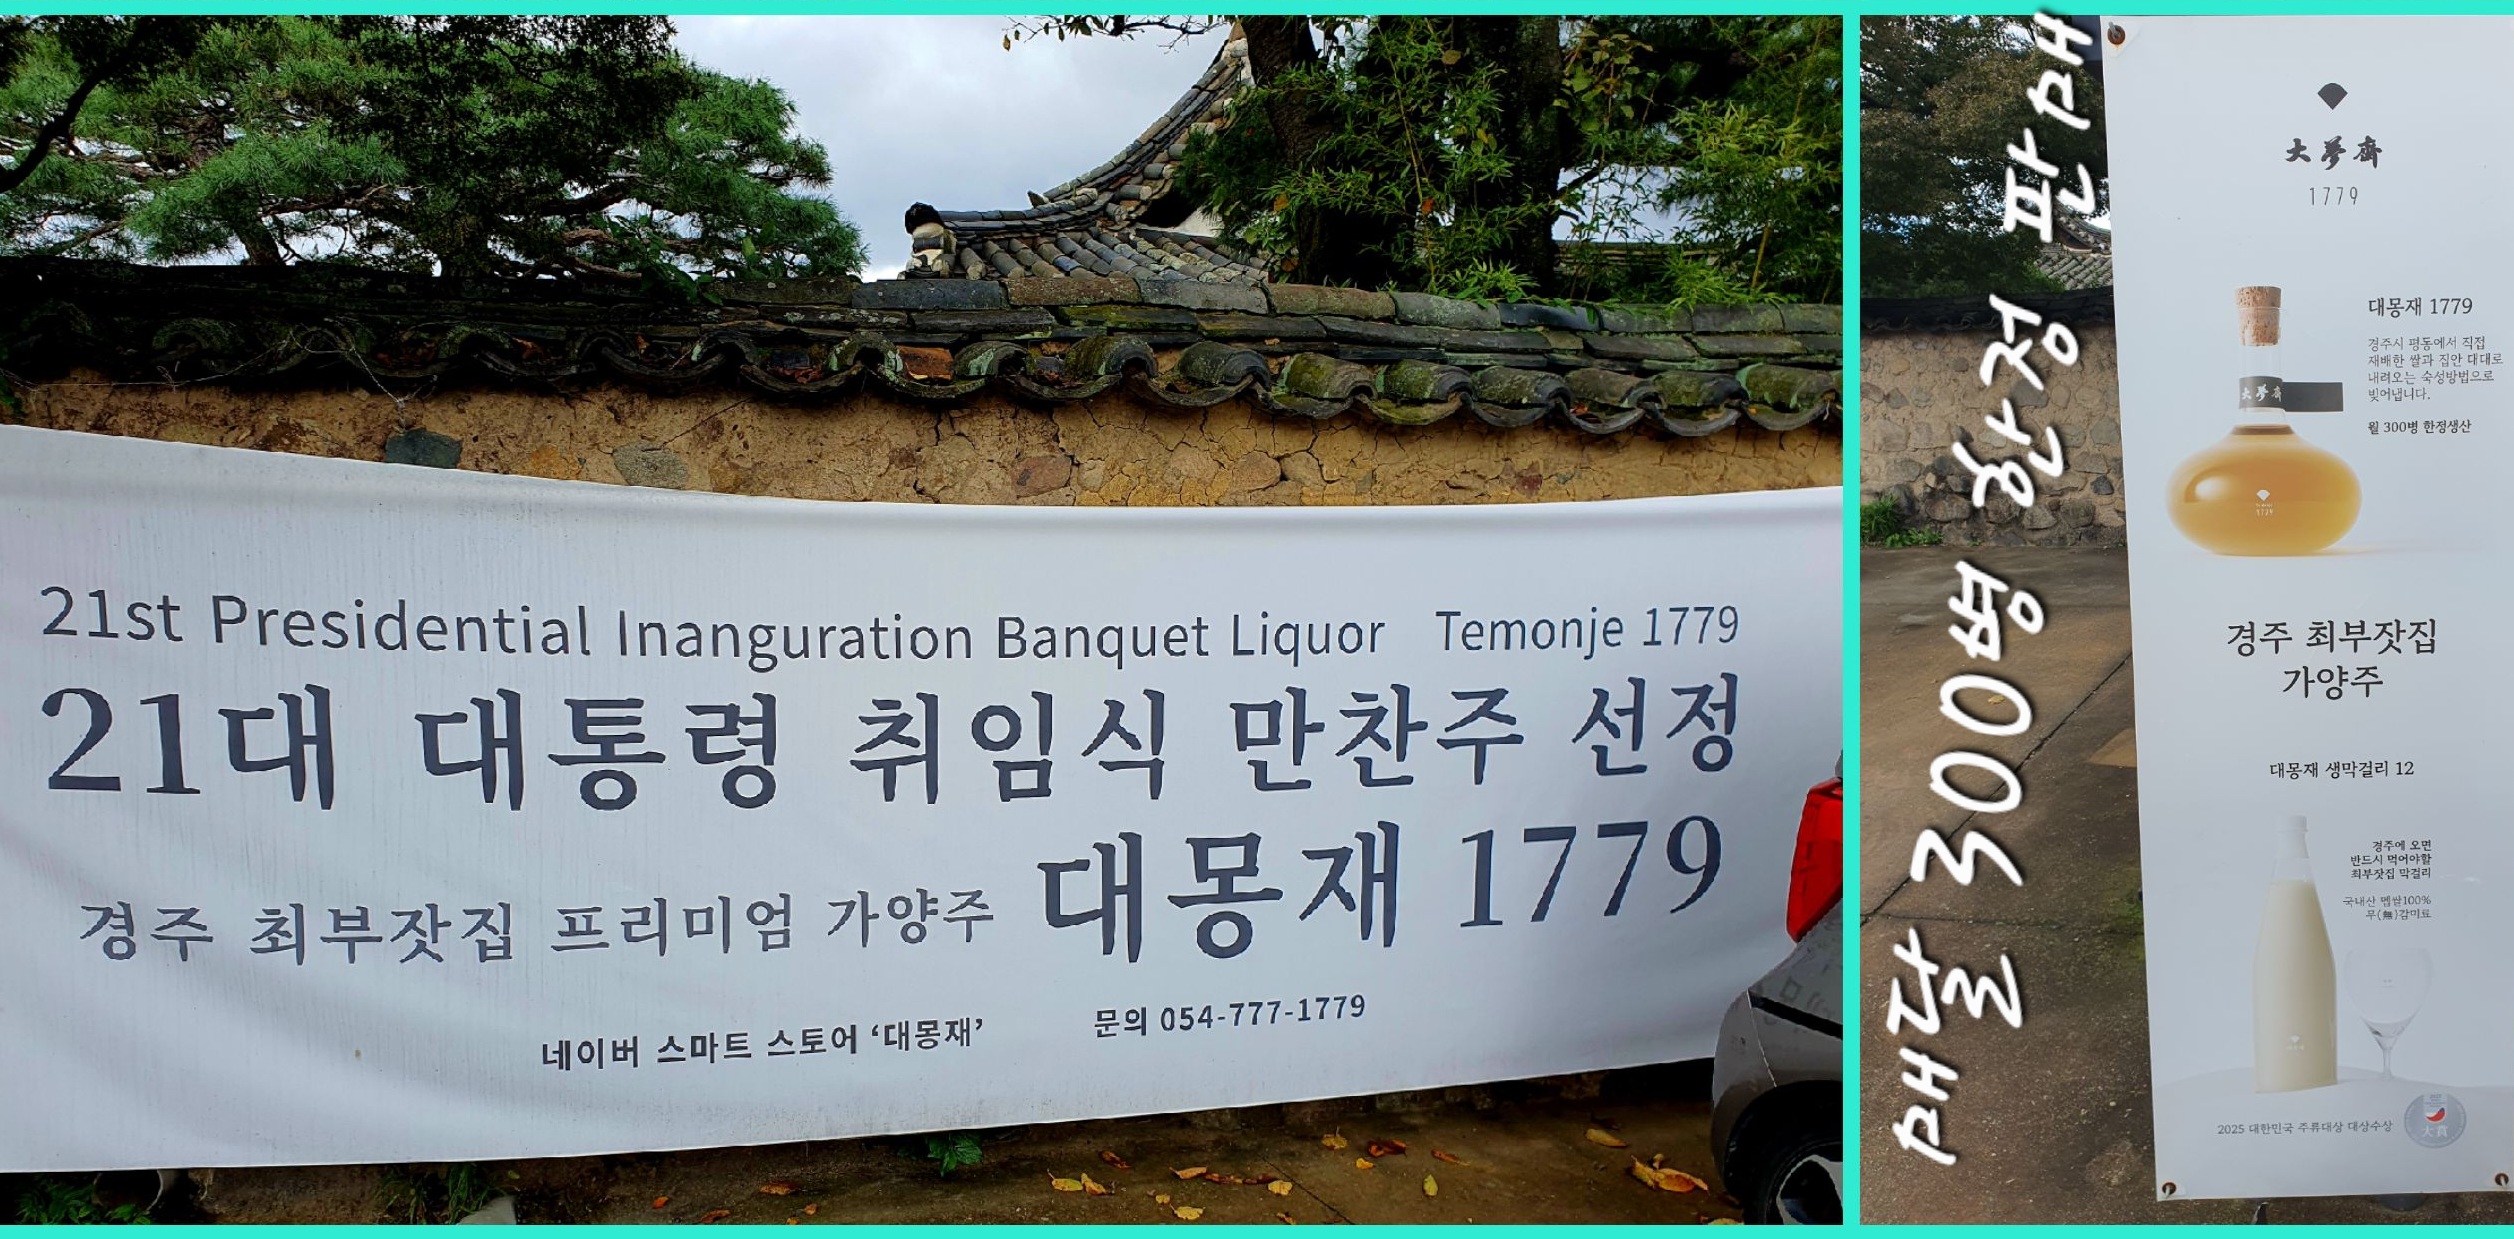 21st Presidential Inanguration Banquet Liquor Temonje 1779
21대 대통령 취임식 만찬주 선정
경주 최부잣집 프리미엄 가양주 대몽재 1779
네이버 스마트 스토어 ‘대몽재’ 문의 054-777-1779
매달 300병 한정 판매
大夢齋
1779
대몽재 1779
경주시 평동에서 직접
재배한 쌀과 집안 대대로
내려오는 숙성방법으로
빚어냅니다.
월 300병 한정생산
大夢齋
1779
경주 최부잣집
가양주
대몽재 생막걸리 12
경주에 오면
반드시 먹어야할
최부잣집 막걸리
국내산 멥쌀100%
무(無)감미료
2025 대한민국 주류대상 대상수상
大賞